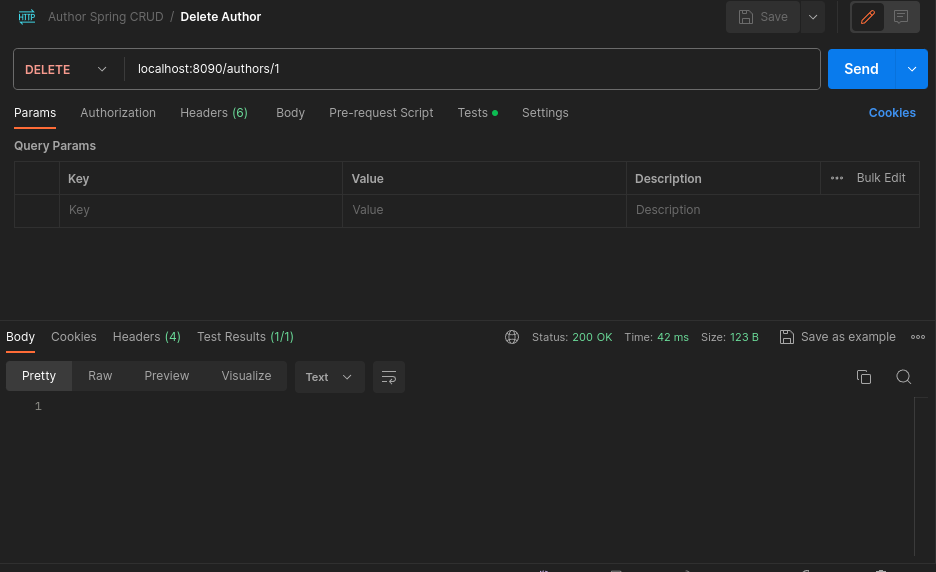 HTTP Author Spring CRUD / Delete Author Save
DELETE localhost:8090/authors/1 Send
Params Authorization Headers (6) Body Pre-request Script Tests Settings Cookies
Query Params
Key Value Description ••• Bulk Edit
Key Value Description
Body Cookies Headers (4) Test Results (1/1) Status: 200 OK Time: 42 ms Size: 123 B Save as example
Pretty Raw Preview Visualize Text
1